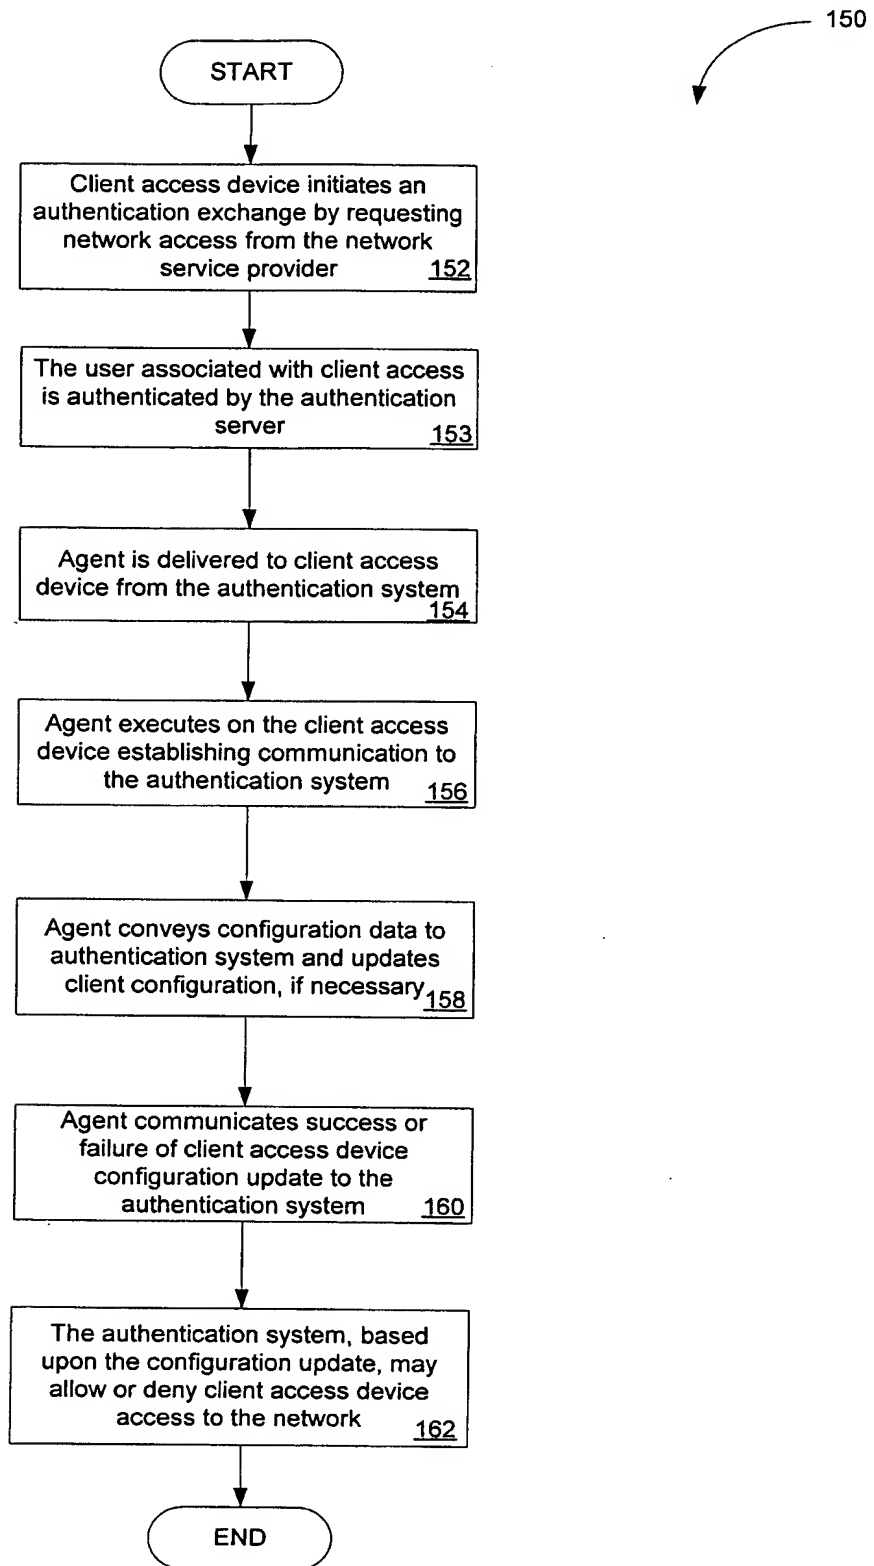 150
START
Client access device initiates an
authentication exchange by requesting
network access from the network
service provider
152
The user associated with client access
is authenticated by the authentication
server
153
Agent is delivered to client access
device from the authentication system
154
Agent executes on the client access
device establishing communication to
the authentication system
156
Agent conveys configuration data to
authentication system and updates
client configuration, if necessary
158
Agent communicates success or
failure of client access device
configuration update to the
authentication system
160
The authentication system, based
upon the configuration update, may
allow or deny client access device
access to the network
162
END